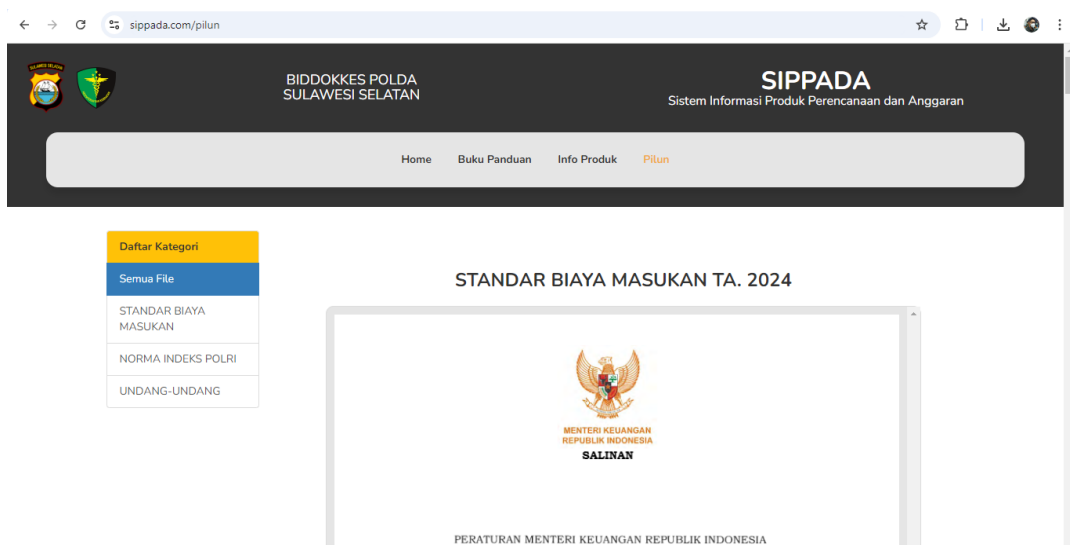 sippada.com/pilun
SULAWESI SELATAN
BIDDOKKES POLDA
SULAWESI SELATAN
SIPPADA
Sistem Informasi Produk Perencanaan dan Anggaran
Home Buku Panduan Info Produk Pilun
Daftar Kategori
Semua File
STANDAR BIAYA
MASUKAN
NORMA INDEKS POLRI
UNDANG-UNDANG
STANDAR BIAYA MASUKAN TA. 2024
MENTERI KEUANGAN
REPUBLIK INDONESIA
SALINAN
PERATURAN MENTERI KEUANGAN REPUBLIK INDONESIA